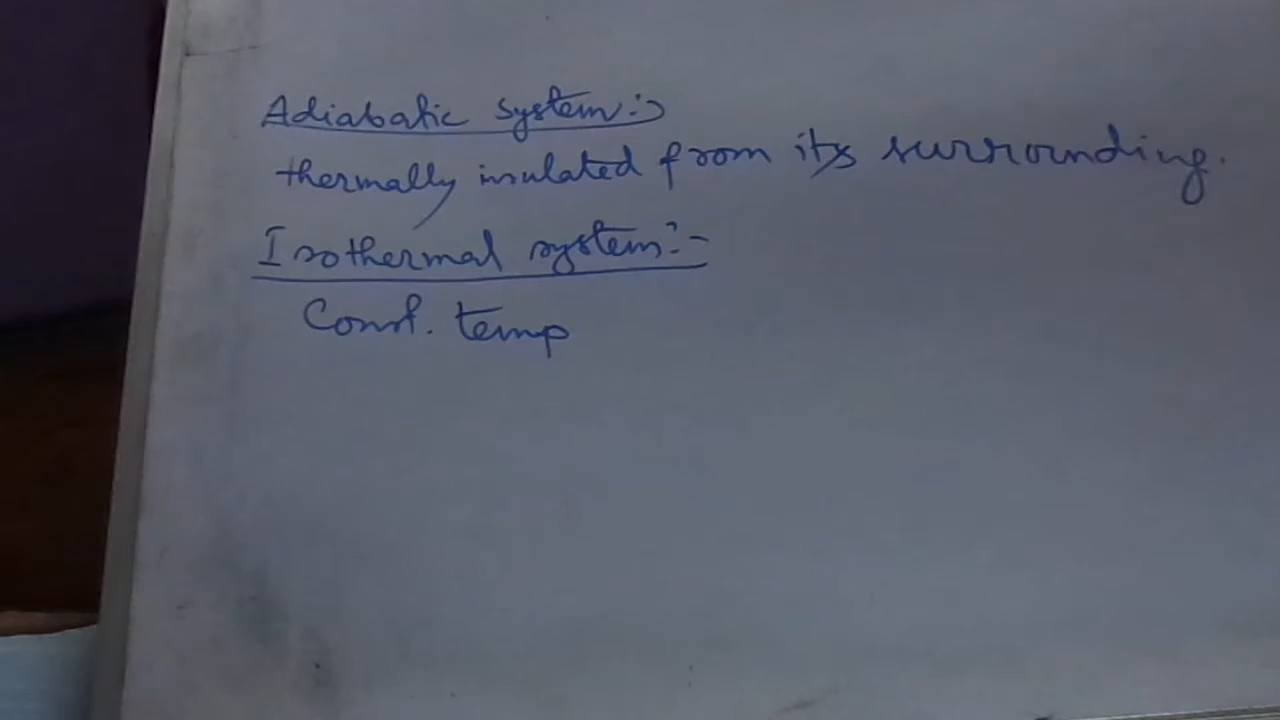 Adiabatic system:-
thermally insulated from its surrounding.
Isothermal system:-
Const. temp